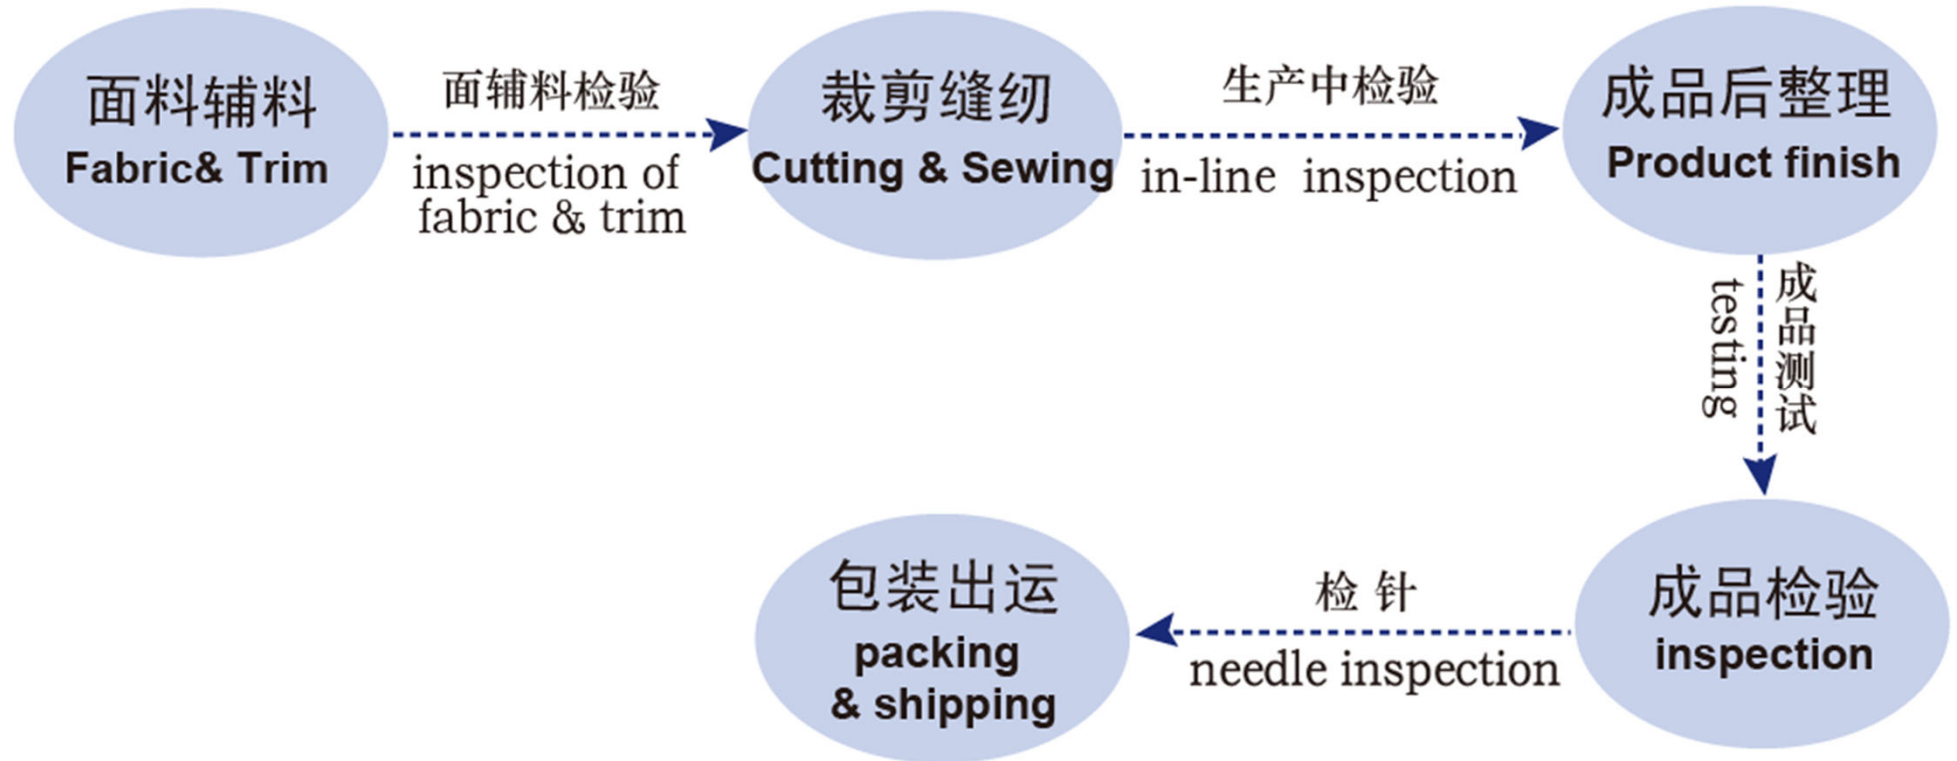 面料辅料
Fabric& Trim
面辅料检验
inspection of
fabric & trim
裁剪缝纫
Cutting & Sewing
生产中检验
in-line inspection
成品后整理
Product finish
成品测试
testing
成品检验
inspection
检 针
needle inspection
包装出运
packing
& shipping